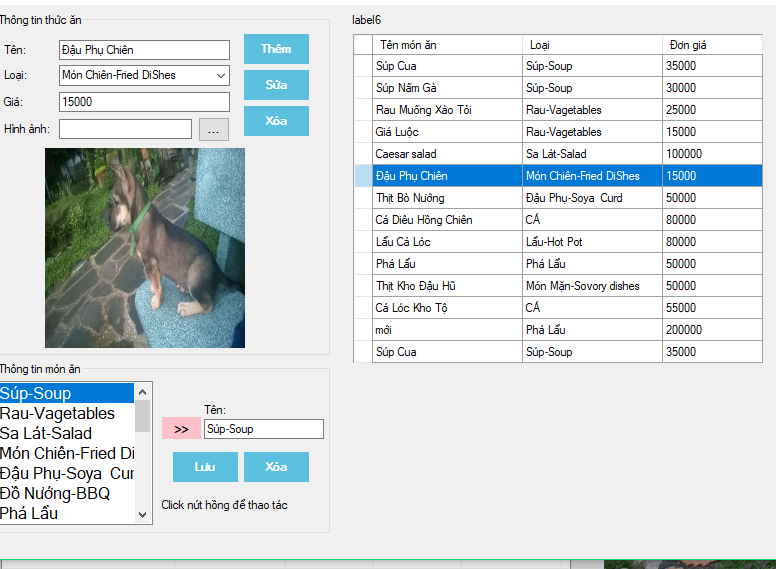 Thông tin thức ăn
Tên: Đậu Phụ Chiên
Thêm
Loại: Món Chiên-Fried DiShes
Sửa
Giá: 15000
Xóa
Hình ảnh: ...
Thông tin món ăn
Súp-Soup
Rau-Vagetables
Sa Lát-Salad
Món Chiên-Fried Di
Đậu Phụ-Soya Cur
Đồ Nướng-BBQ
Phá Lẩu
Tên:
>> Súp-Soup
Lưu Xóa
Click nút hồng để thao tác
label6
Tên món ăn Loại Đơn giá
Súp Cua Súp-Soup 35000
Súp Nấm Gà Súp-Soup 30000
Rau Muống Xào Tỏi Rau-Vagetables 25000
Giá Luộc Rau-Vagetables 15000
Caesar salad Sa Lát-Salad 100000
Đậu Phụ Chiên Món Chiên-Fried DiShes 15000
Thịt Bò Nướng Đậu Phụ-Soya Curd 50000
Cá Diêu Hồng Chiên CÁ 80000
Lẩu Cá Lóc Lẩu-Hot Pot 80000
Phá Lẩu Phá Lẩu 50000
Thịt Kho Đậu Hũ Món Mặn-Sovory dishes 50000
Cá Lóc Kho Tộ CÁ 55000
mới Phá Lẩu 200000
Súp Cua Súp-Soup 35000